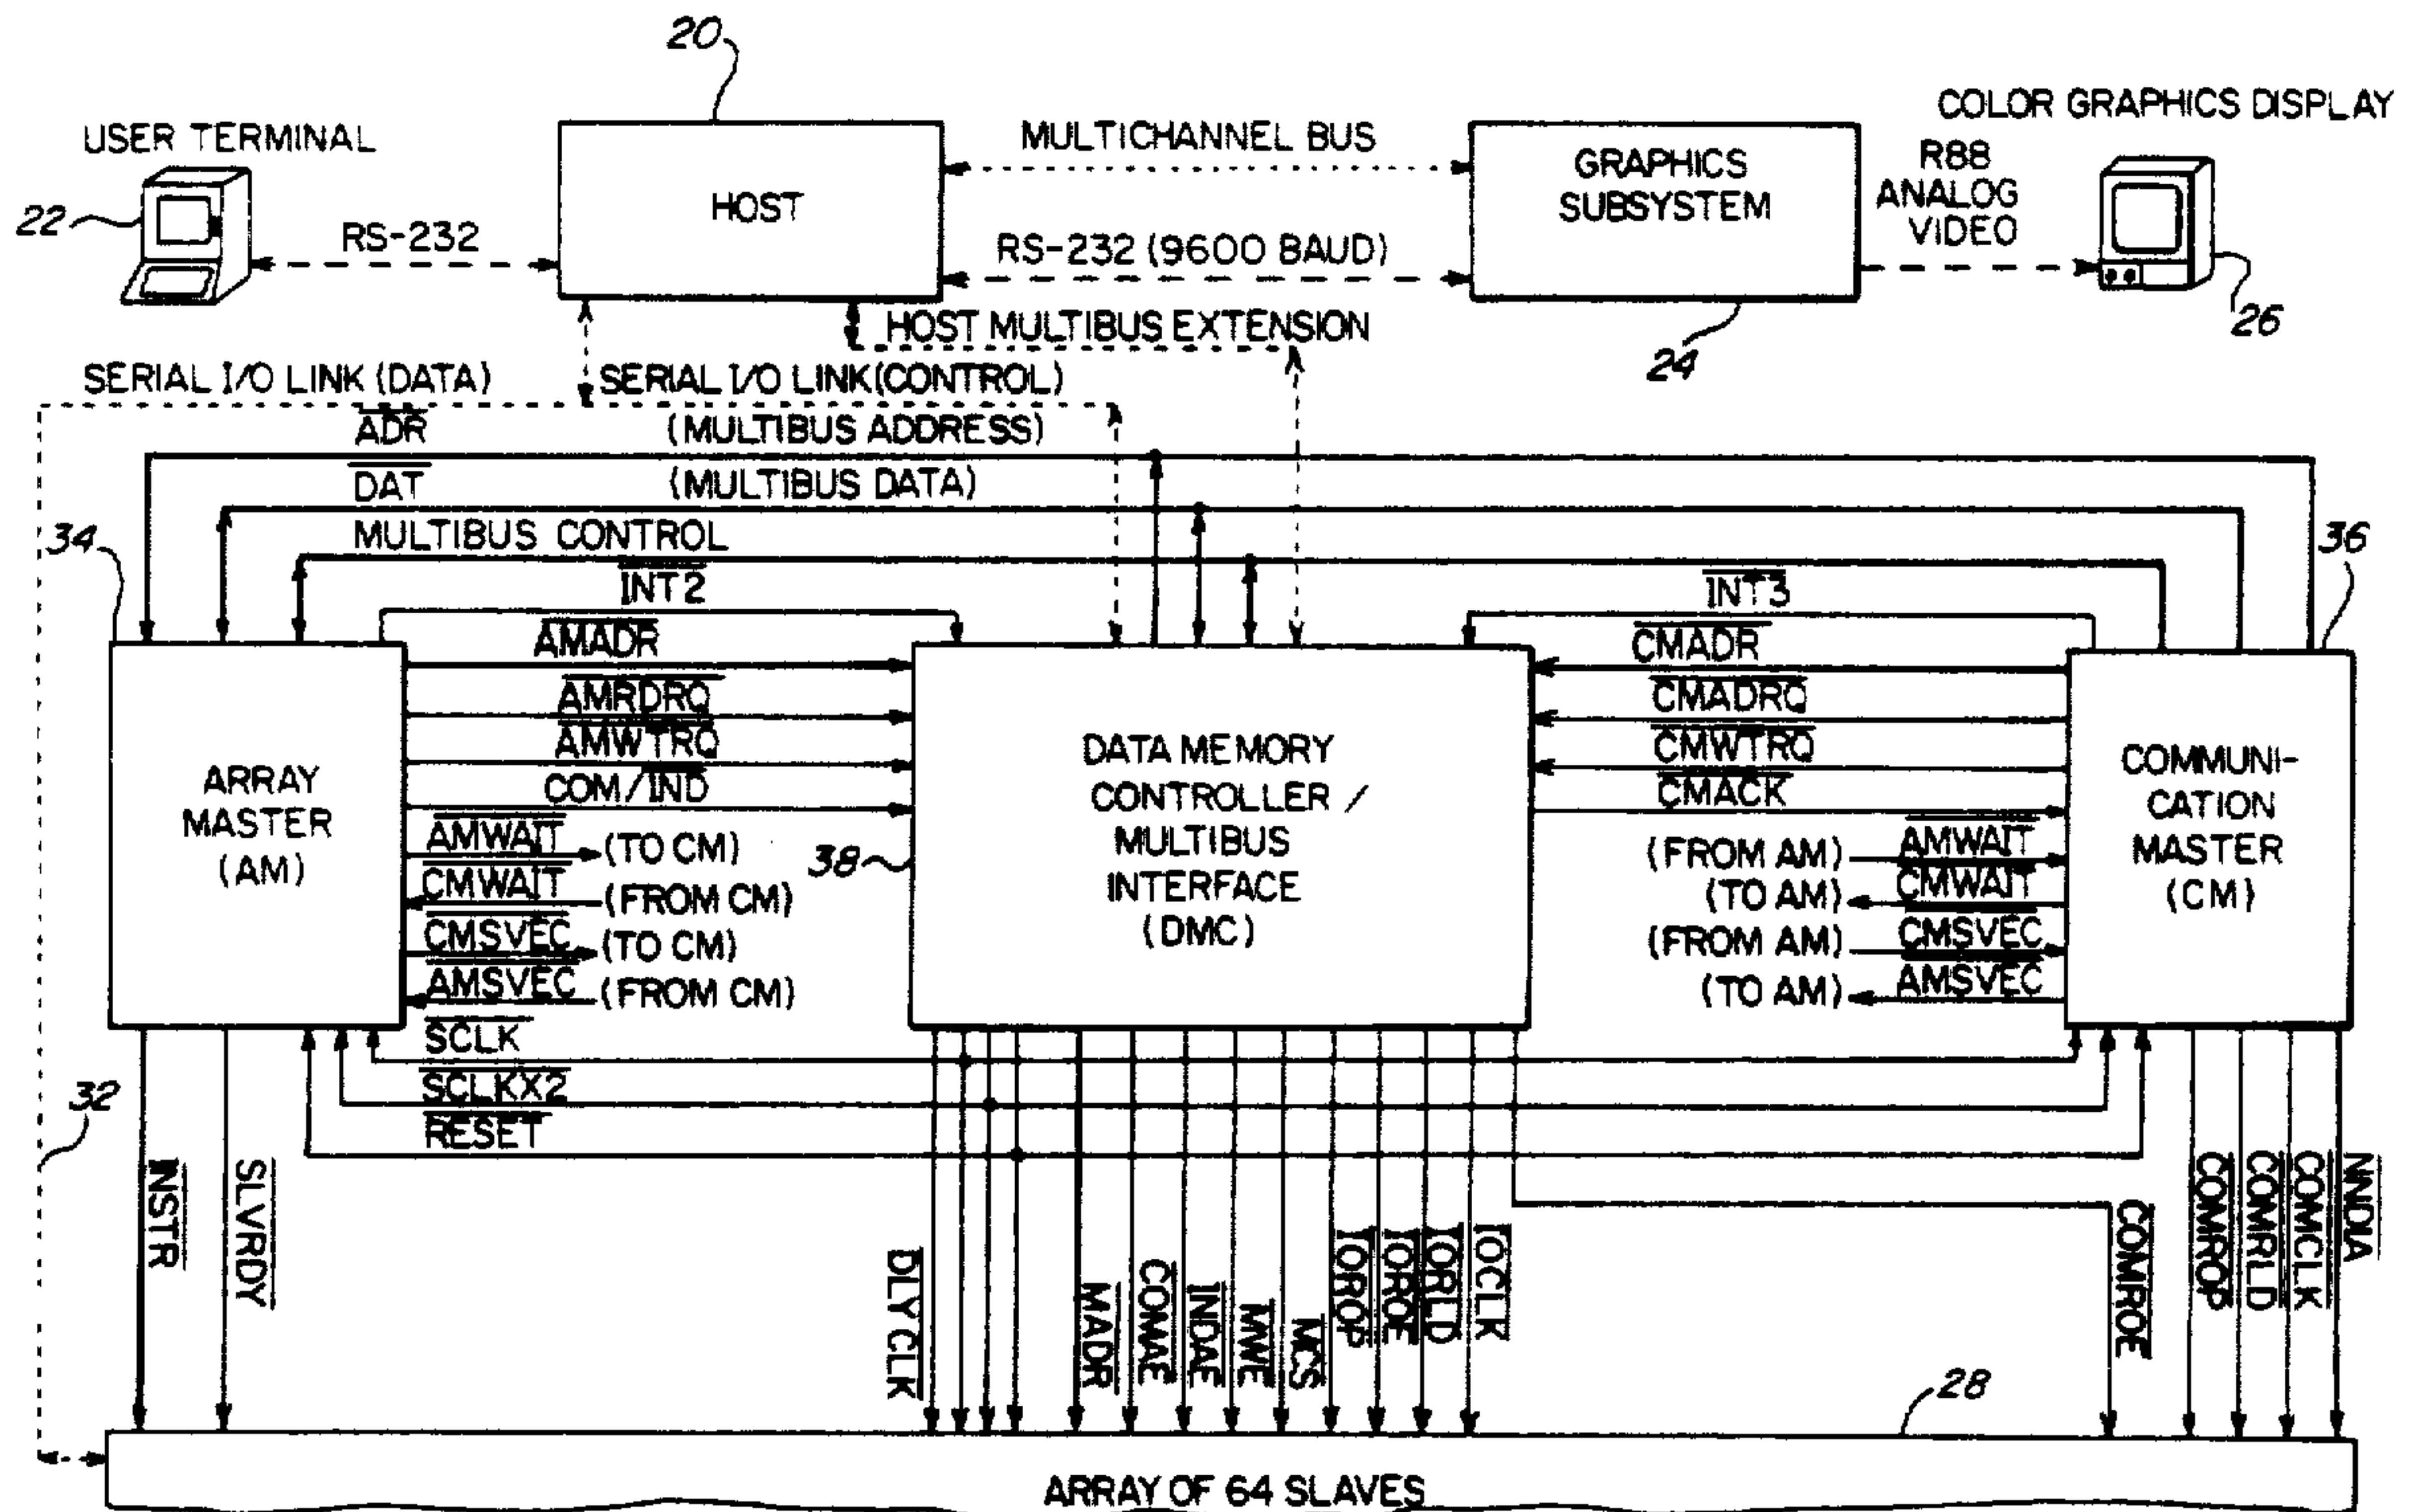 20
COLOR GRAPHICS DISPLAY
USER TERMINAL
MULTICHANNEL BUS
22
RS-232
HOST
RS-232 (9600 BAUD)
GRAPHICS
SUBSYSTEM
R88
ANALOG
VIDEO
26
24
HOST MULTIBUS EXTENSION
SERIAL I/O LINK (DATA)
SERIAL I/O LINK (CONTROL)
ADR
(MULTIBUS ADDRESS)
DAT
(MULTIBUS DATA)
MULTIBUS CONTROL
34
36
INT2
INT3
AMADR
AMRDRQ
AMWTRQ
COM/IND
AMWAIT
(TO CM)
CMWAIT
(FROM CM)
CMSVEC
(TO CM)
AMSVEC
(FROM CM)
ARRAY
MASTER
(AM)
38
DATA MEMORY
CONTROLLER /
MULTIBUS
INTERFACE
(DMC)
CMADR
CMADRQ
CMWTRQ
CMACK
(FROM AM)
AMWAIT
(TO AM)
CMWAIT
(FROM AM)
CMSVEC
(TO AM)
AMSVEC
COMMUNI-
CATION
MASTER
(CM)
SCLK
SCLKX2
RESET
32
INSTR
SLVRDY
DLY CLK
MADR
COMAE
INDAE
MWE
MCS
IOROP
IOROE
IORLD
IOCLK
COMROE
COMROP
COMRLD
COMCLK
NNDIA
28
ARRAY OF 64 SLAVES